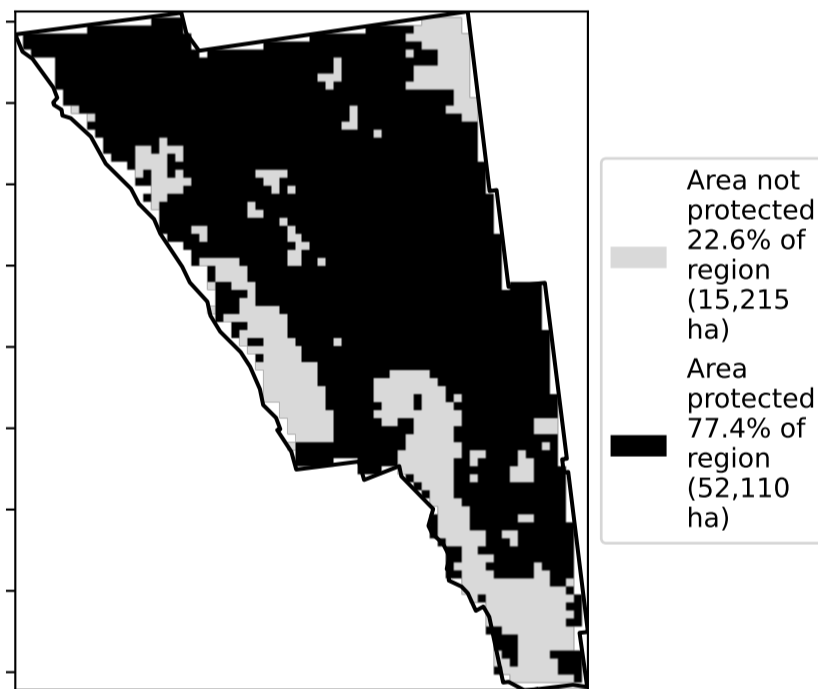 Area not
protected
22.6% of
region
(15,215
ha)
Area
protected
77.4% of
region
(52,110
ha)